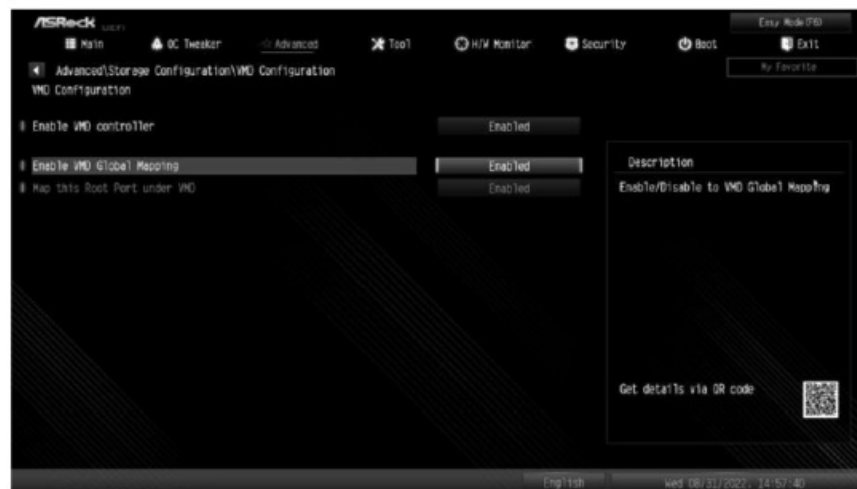 ASRock UEFI
Easy Mode(F6)
Main OC Tweaker Advanced Tool H/W Monitor Security Boot Exit
Advanced\Storage Configuration\VMD Configuration
My Favorite
VMD Configuration
Enable VMD controller Enabled
Enable VMD Global Mapping Enabled
Map this Root Port under VMD Enabled
Description
Enable/Disable to VMD Global Mapping
Get details via QR code
English
Wed 08/31/2022, 14:57:40